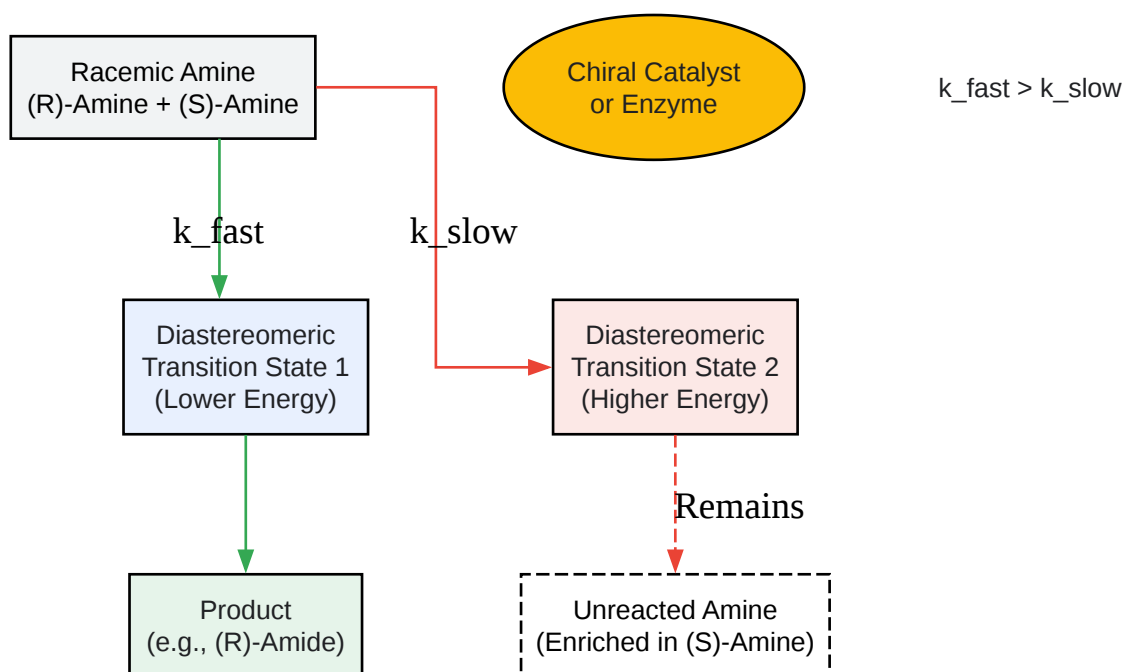 Racemic Amine
(R)-Amine + (S)-Amine
Chiral Catalyst
or Enzyme
k_fast > k_slow
k_fast
k_slow
Diastereomeric
Transition State 1
(Lower Energy)
Diastereomeric
Transition State 2
(Higher Energy)
Remains
Product
(e.g., (R)-Amide)
Unreacted Amine
(Enriched in (S)-Amine)